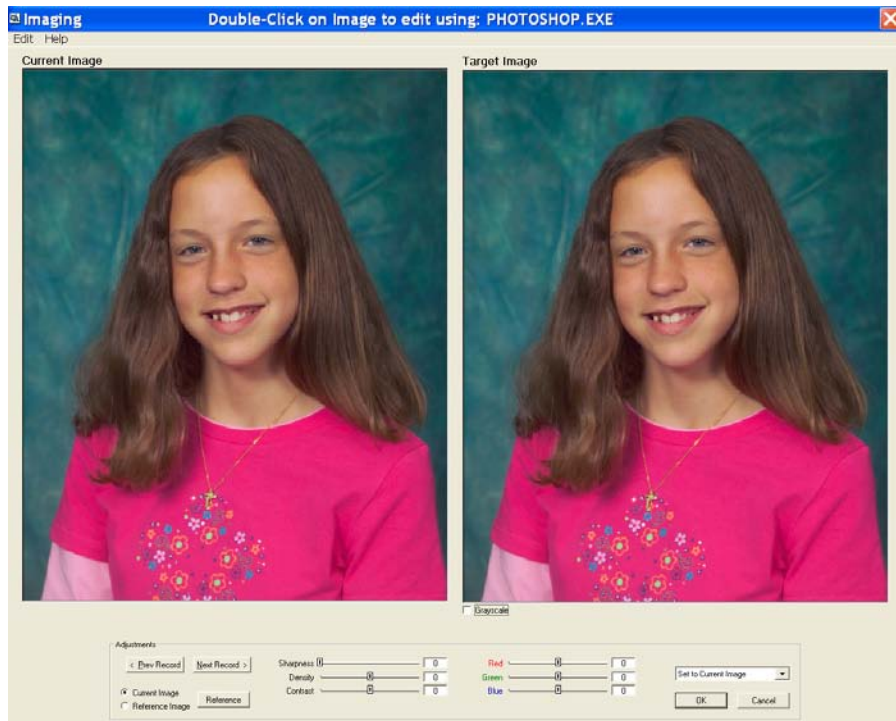 Imaging Double-Click on Image to edit using: PHOTOSHOP.EXE
Edit Help
Current Image Target Image
Grayscale
Adjustments
< Prev Record Next Record >
Current Image
Reference Image
Reference
Sharpness 0
Density 0
Contrast 0
Red 0
Green 0
Blue 0
Set to Current Image
OK Cancel